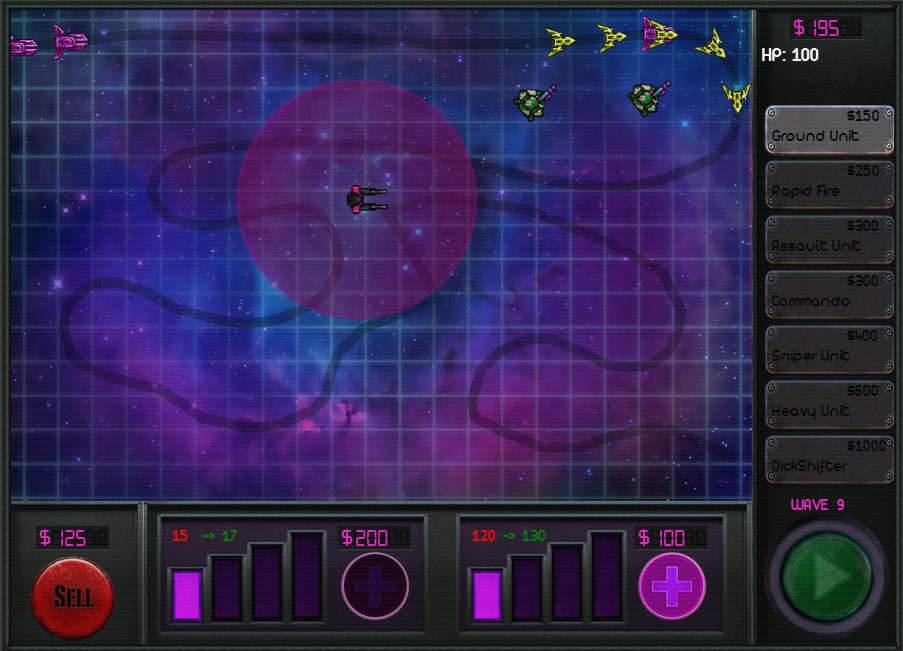 $195
HP: 100
$150
Ground Unit
$250
Rapid Fire
$300
Assault Unit
$300
Commando
$400
Sniper Unit
$600
Heavy Unit
$1000
DickShifter
WAVE 9
$125
SELL
15 -> 17
$200
120 -> 130
$100